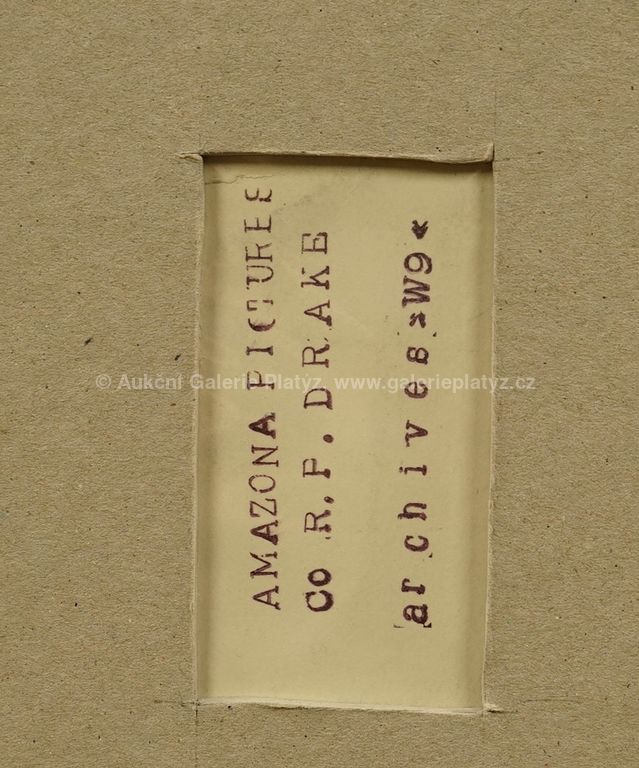 AMAZONA PICTURES
Co R.F. DRAKE
archives »W9«
© Aukční Galerie Platýz, www.galerieplatyz.cz